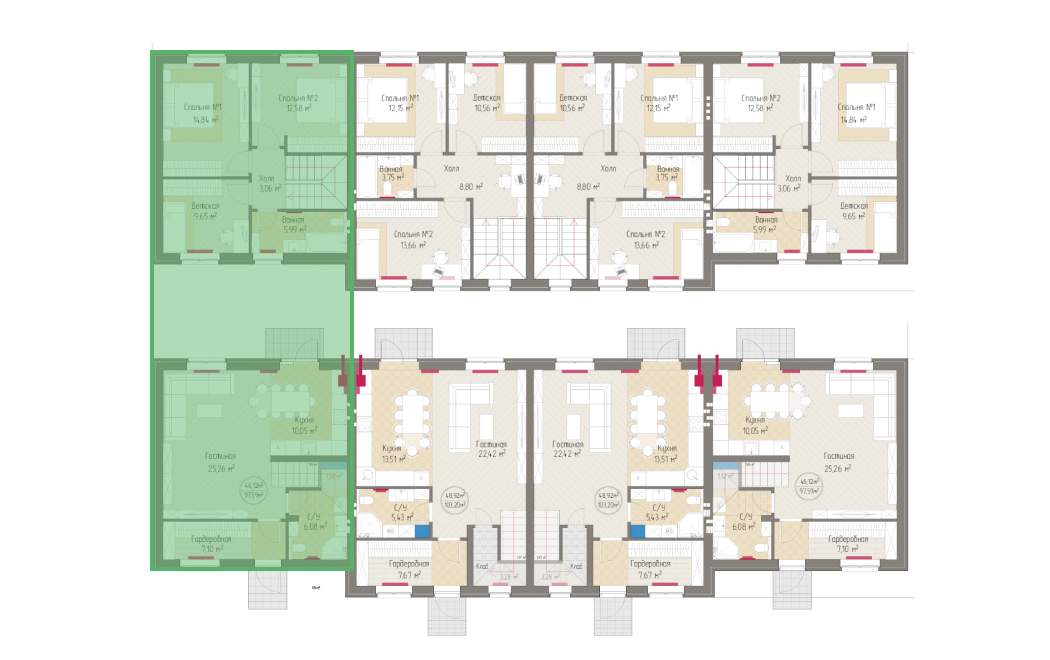 Спальня №1
14,84 м²
Спальня №2
12,58 м²
Спальня №1
12,15 м²
Детская
10,56 м²
Детская
10,56 м²
Спальня №1
12,15 м²
Спальня №2
12,58 м²
Спальня №1
14,84 м²
Холл
3,06 м²
Ванная
3,75 м²
Холл
8,80 м²
Холл
8,80 м²
Ванная
3,75 м²
Холл
3,06 м²
Детская
9,65 м²
Ванная
5,99 м²
Спальня №2
13,66 м²
Спальня №2
13,66 м²
Ванная
5,99 м²
Детская
9,65 м²
Кухня
10,05 м²
Гостиная
25,26 м²
46,12м²
97,59м²
1,12 м²
С/У
6,08 м²
Гардеробная
7,10 м²
Кухня
13,51 м²
Гостиная
22,42 м²
48,92м²
103,20м²
С/У
5,43 м²
Гардеробная
7,67 м²
Клад
3,28 м²
Гостиная
22,42 м²
Кухня
13,51 м²
48,92м²
103,20м²
С/У
5,43 м²
Клад
3,28 м²
Гардеробная
7,67 м²
Кухня
10,05 м²
Гостиная
25,26 м²
46,12м²
97,59м²
1,12 м²
С/У
6,08 м²
Гардеробная
7,10 м²